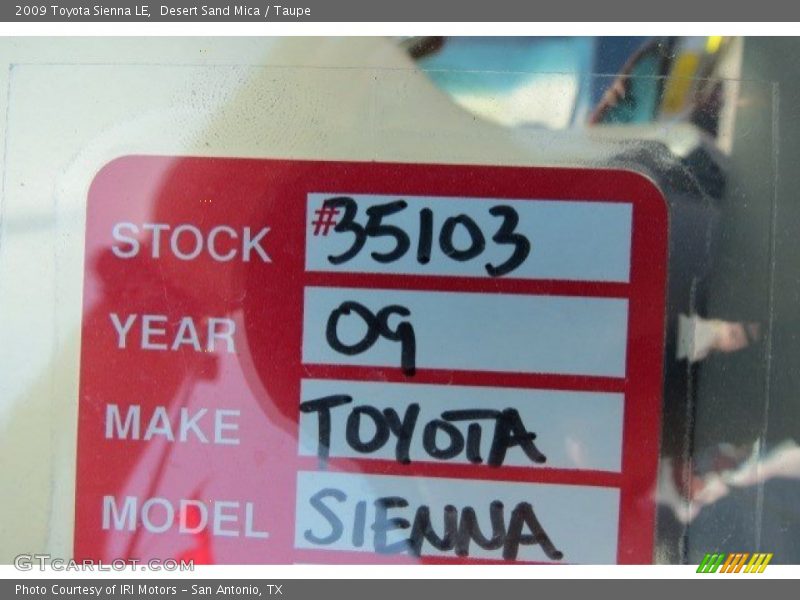 2009 Toyota Sienna LE, Desert Sand Mica / Taupe
STOCK #35103
YEAR 09
MAKE TOYOTA
MODEL SIENNA
GTCARLOT.COM
Photo Courtesy of IRI Motors - San Antonio, TX